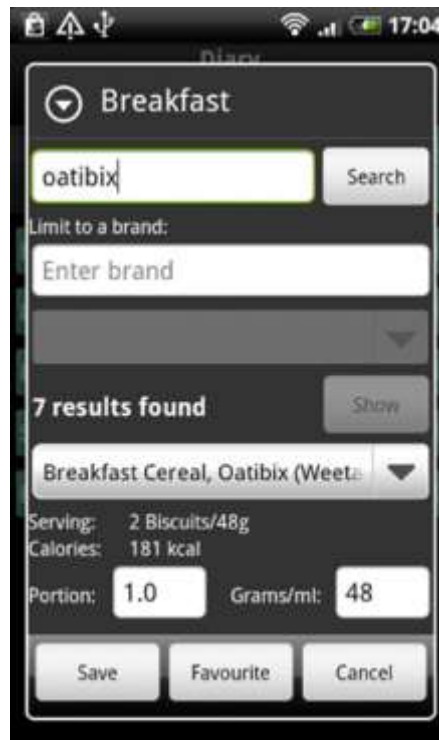 17:04
Diary
Breakfast
oatibix
Search
Limit to a brand:
Enter brand
7 results found
Show
Breakfast Cereal, Oatibix (Weeta
Serving: 2 Biscuits/48g
Calories: 181 kcal
Portion: 1.0 Grams/ml: 48
Save Favourite Cancel